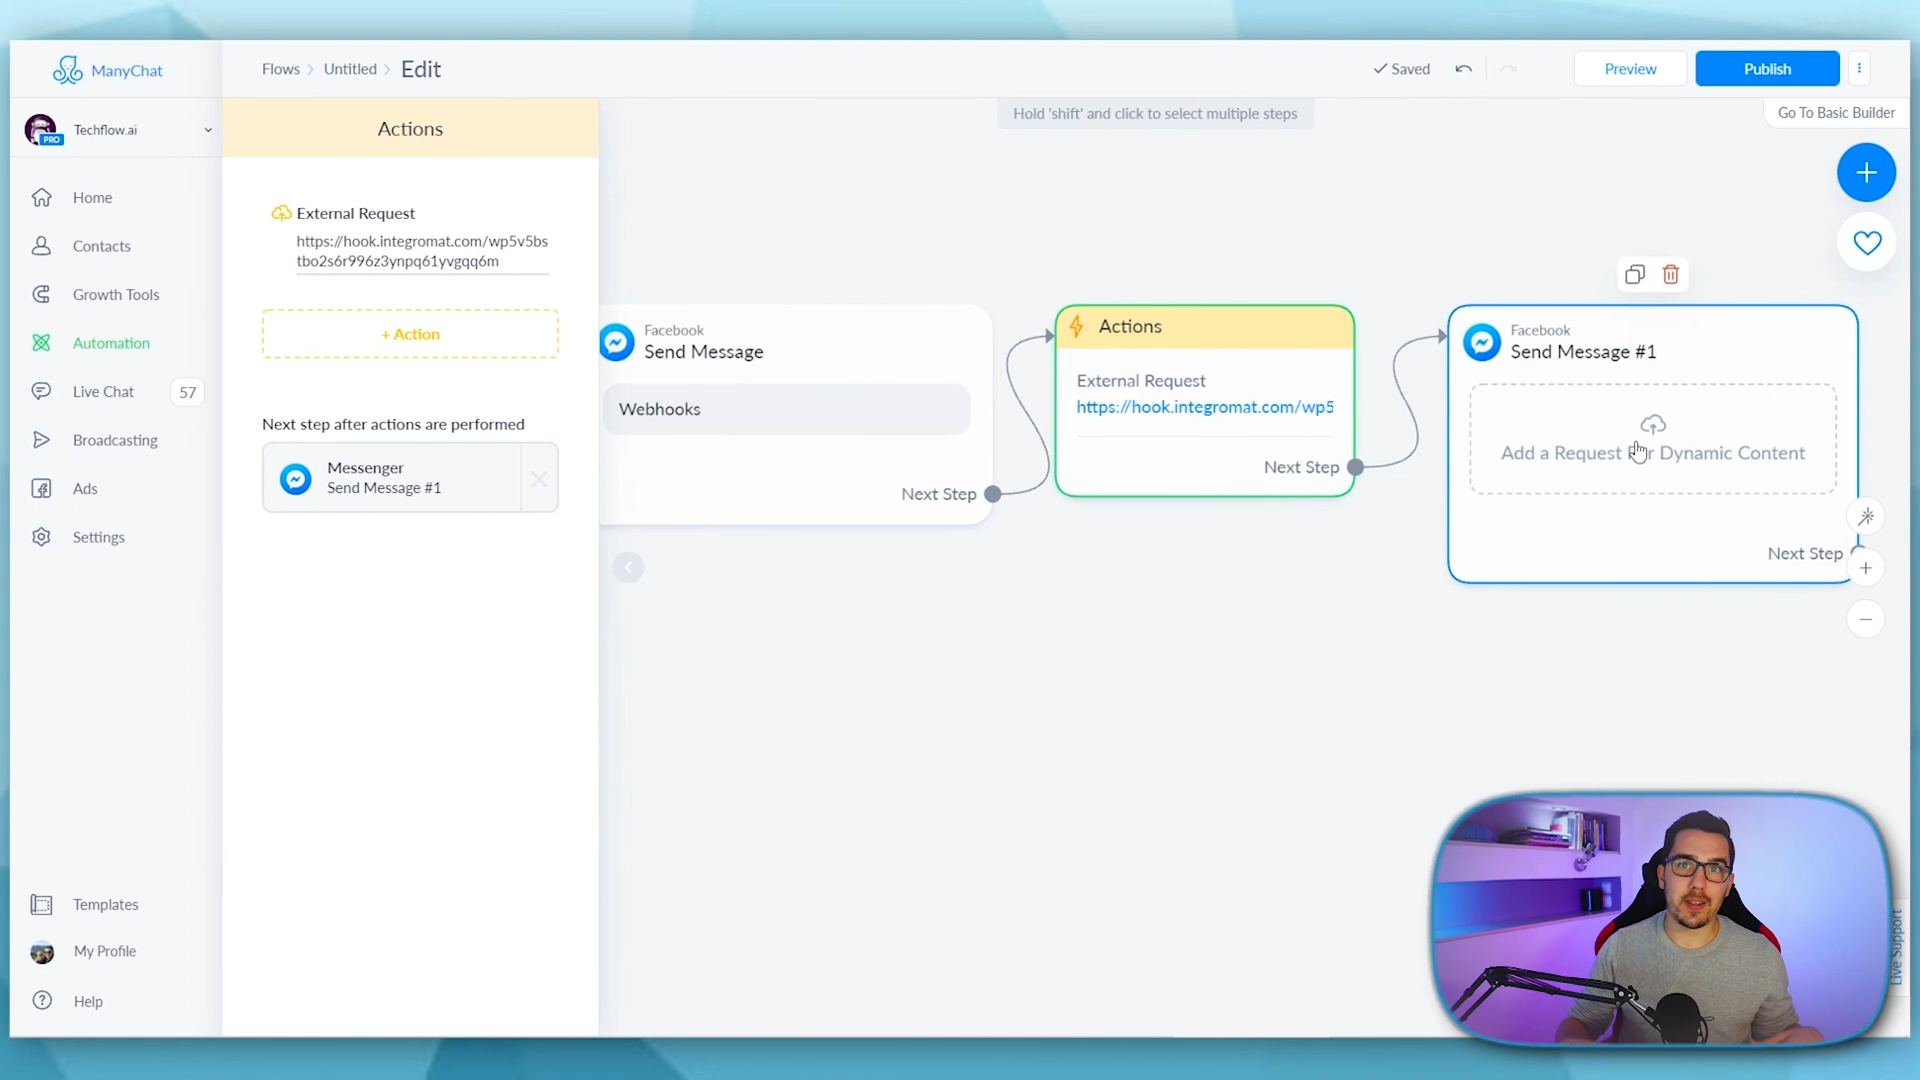 ManyChat
Flows
Untitled
Edit
Saved
Preview
Publish
Techflow.ai
PRO
Actions
Hold 'shift' and click to select multiple steps
Go To Basic Builder
Home
Contacts
Growth Tools
Automation
Live Chat
57
Broadcasting
Ads
Settings
Templates
My Profile
Help
External Request
https://hook.integromat.com/wp5v5bs
tbo2s6r996z3ynpq61yvgqq6m
+ Action
Next step after actions are performed
Messenger
Send Message #1
Facebook
Send Message
Webhooks
Next Step
Actions
External Request
https://hook.integromat.com/wp5
Next Step
Facebook
Send Message #1
Add a Request For Dynamic Content
Next Step
Live Support